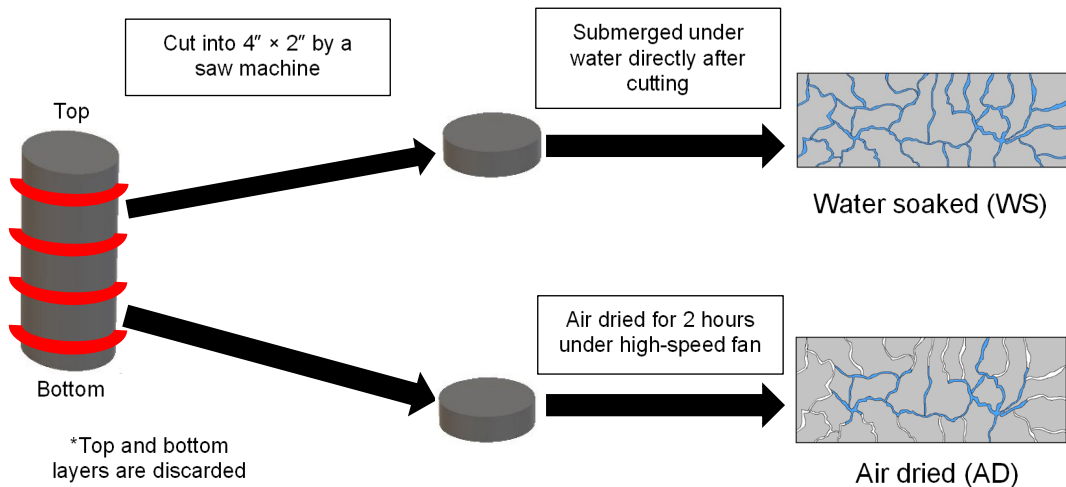 Cut into 4″ × 2″ by a
saw machine
Submerged under
water directly after
cutting
Top
Water soaked (WS)
Air dried for 2 hours
under high-speed fan
Bottom
*Top and bottom
layers are discarded
Air dried (AD)